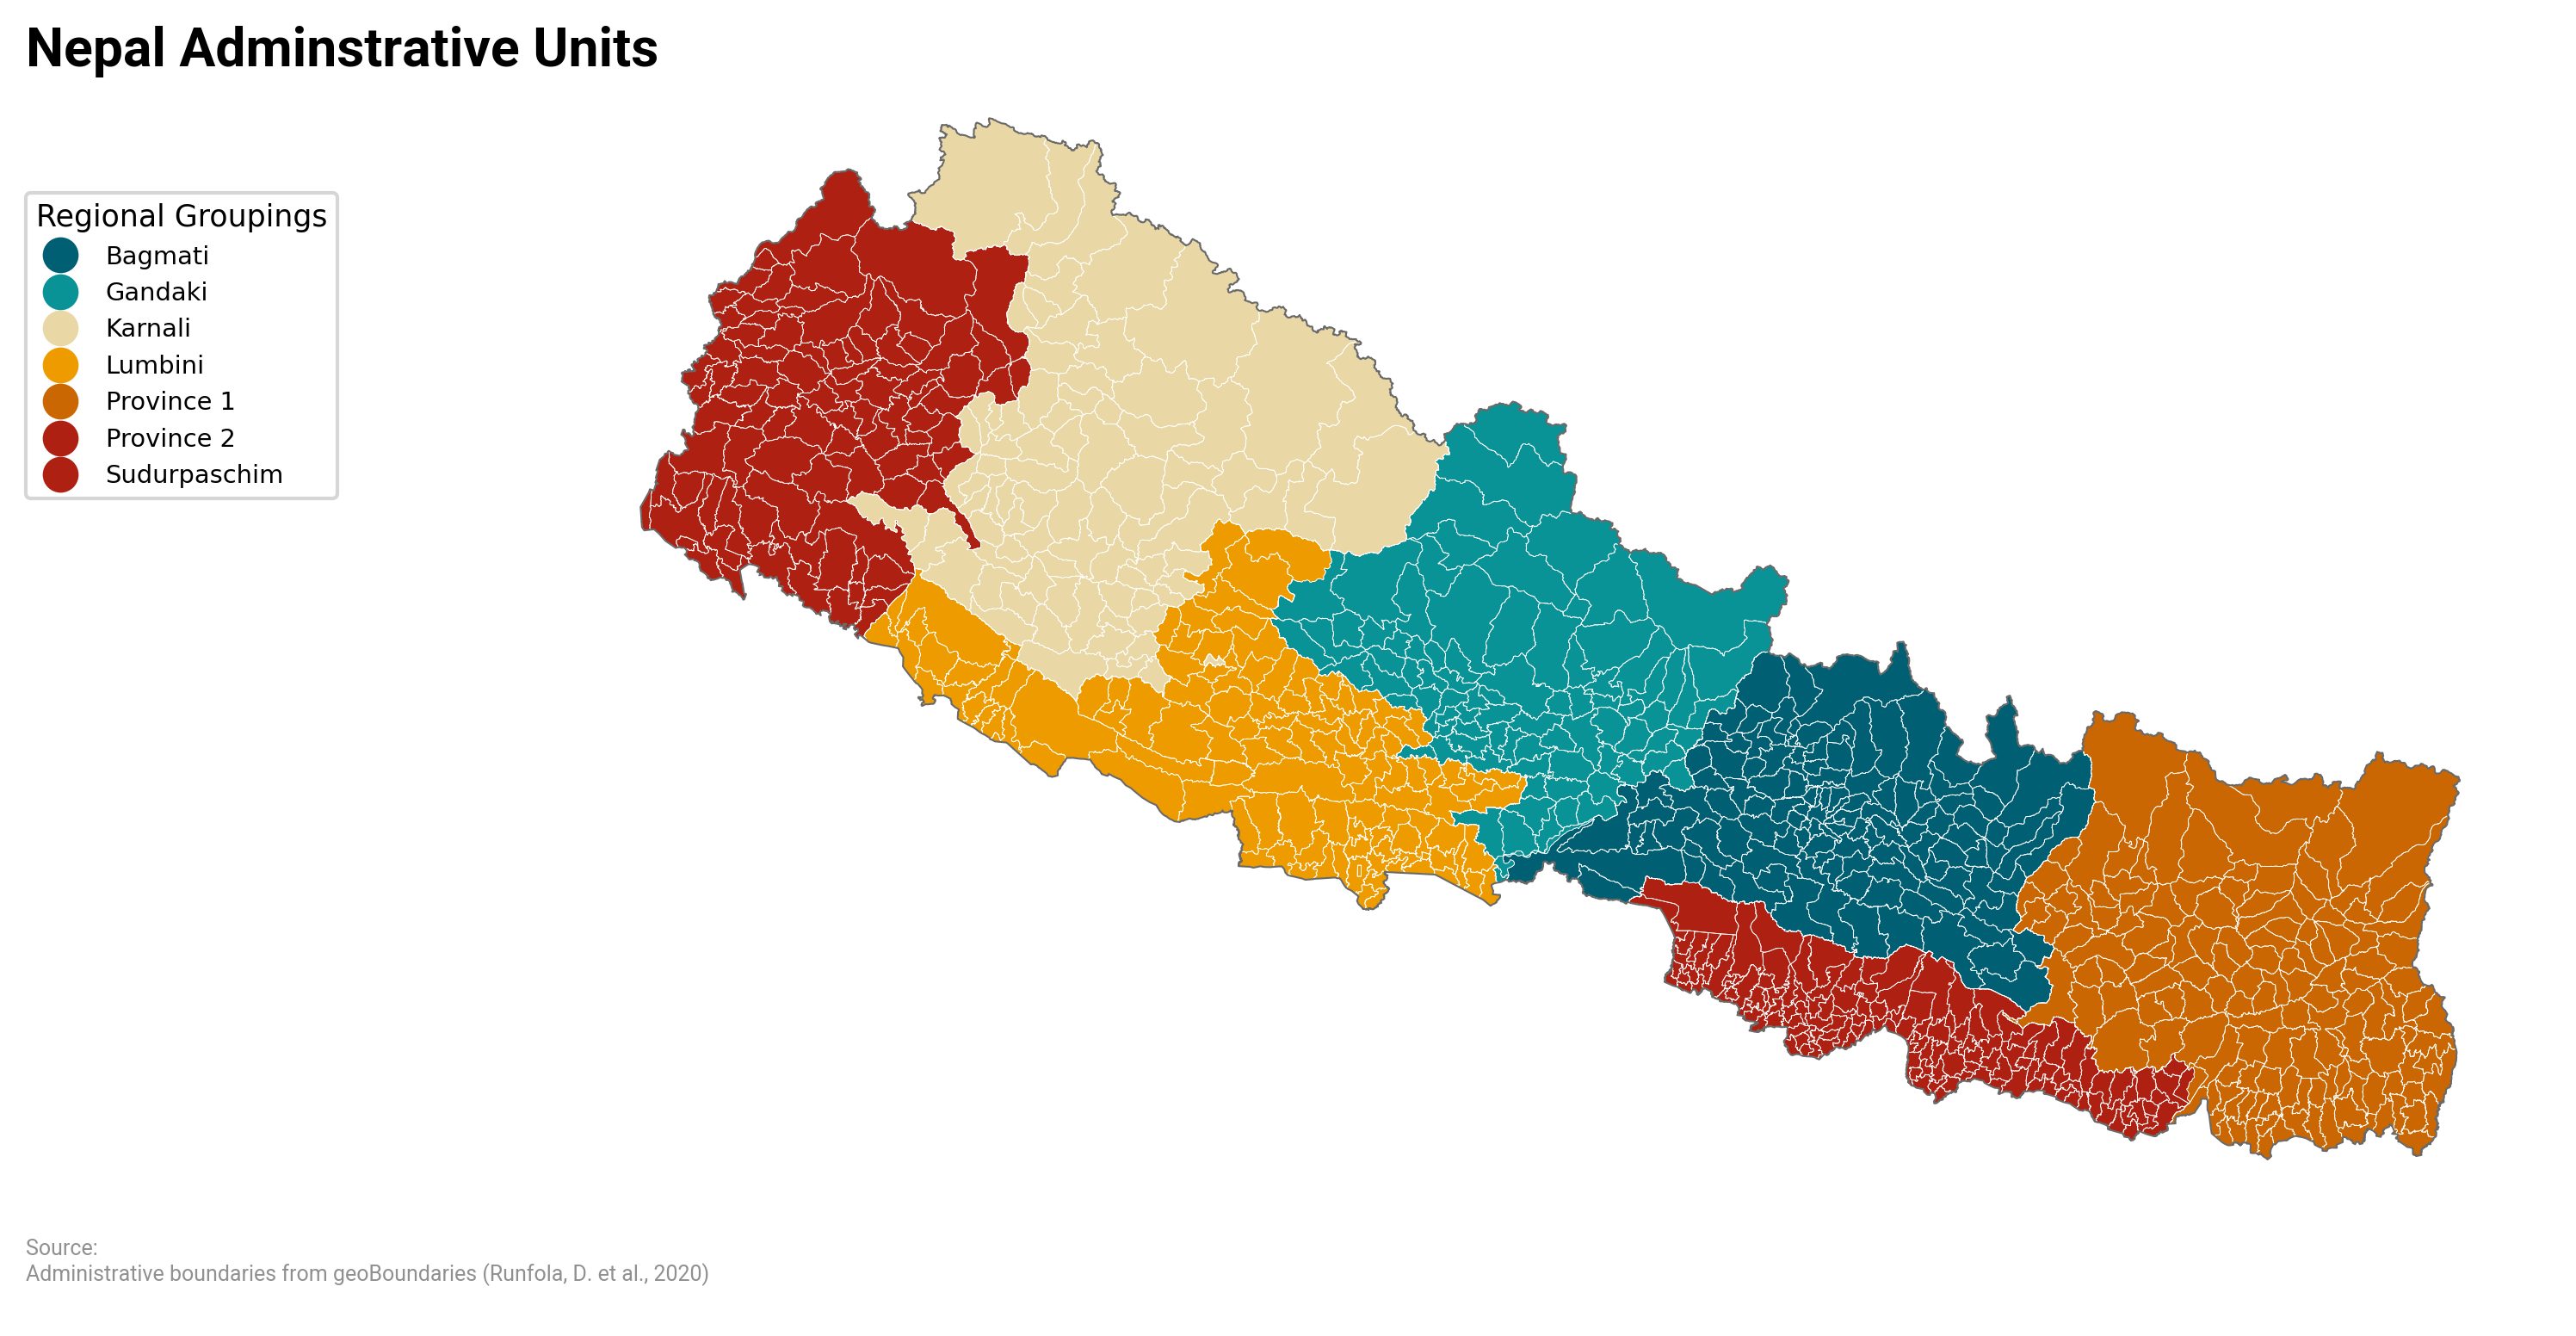 Nepal Adminstrative Units
Regional Groupings
Bagmati
Gandaki
Karnali
Lumbini
Province 1
Province 2
Sudurpaschim
Source:
Administrative boundaries from geoBoundaries (Runfola, D. et al., 2020)